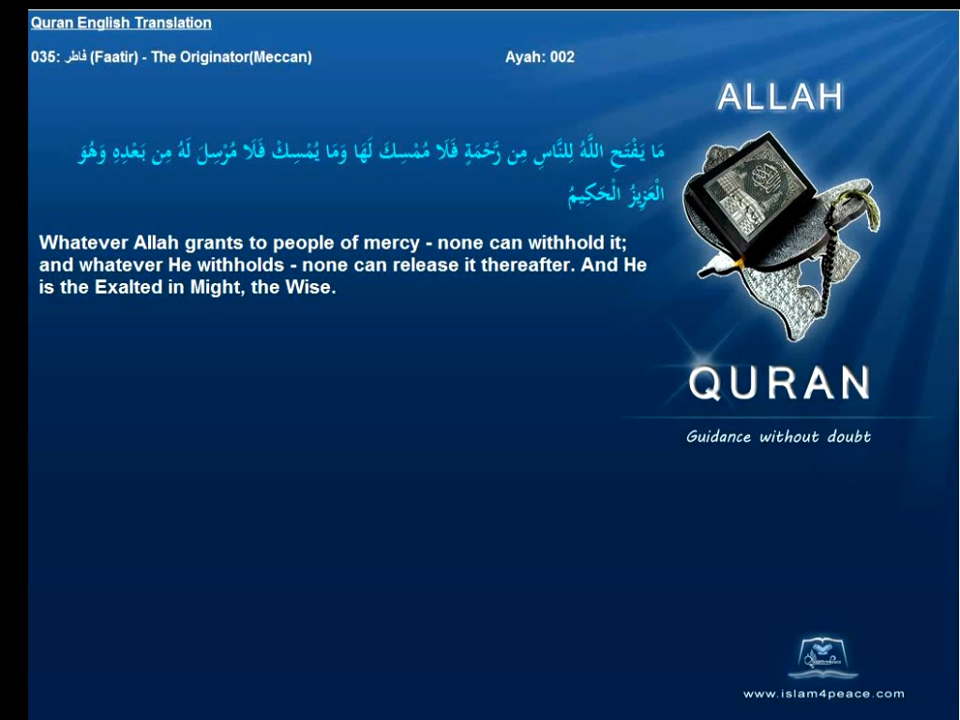 Quran English Translation
035: فاطر (Faatir) - The Originator(Meccan)
Ayah: 002
ALLAH
مَا يَفْتَحِ اللَّهُ لِلنَّاسِ مِن رَّحْمَةٍ فَلَا مُمْسِكَ لَهَا وَمَا يُمْسِكْ فَلَا مُرْسِلَ لَهُ مِن بَعْدِهِ وَهُوَ
الْعَزِيزُ الْحَكِيمُ
Whatever Allah grants to people of mercy - none can withhold it;
and whatever He withholds - none can release it thereafter. And He
is the Exalted in Might, the Wise.
QURAN
Guidance without doubt
www.islam4peace.com